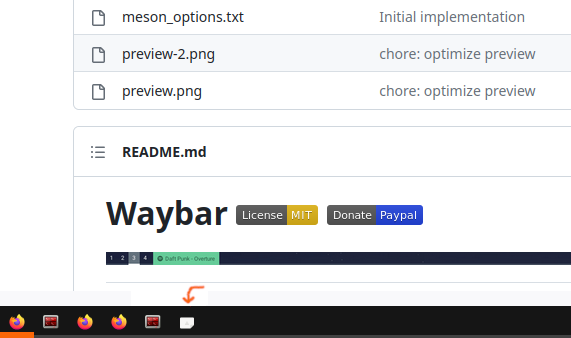 meson_options.txt Initial implementation
preview-2.png chore: optimize preview
preview.png chore: optimize preview
README.md
Waybar License MIT Donate Paypal
1 2 3 4 Daft Punk - Overture